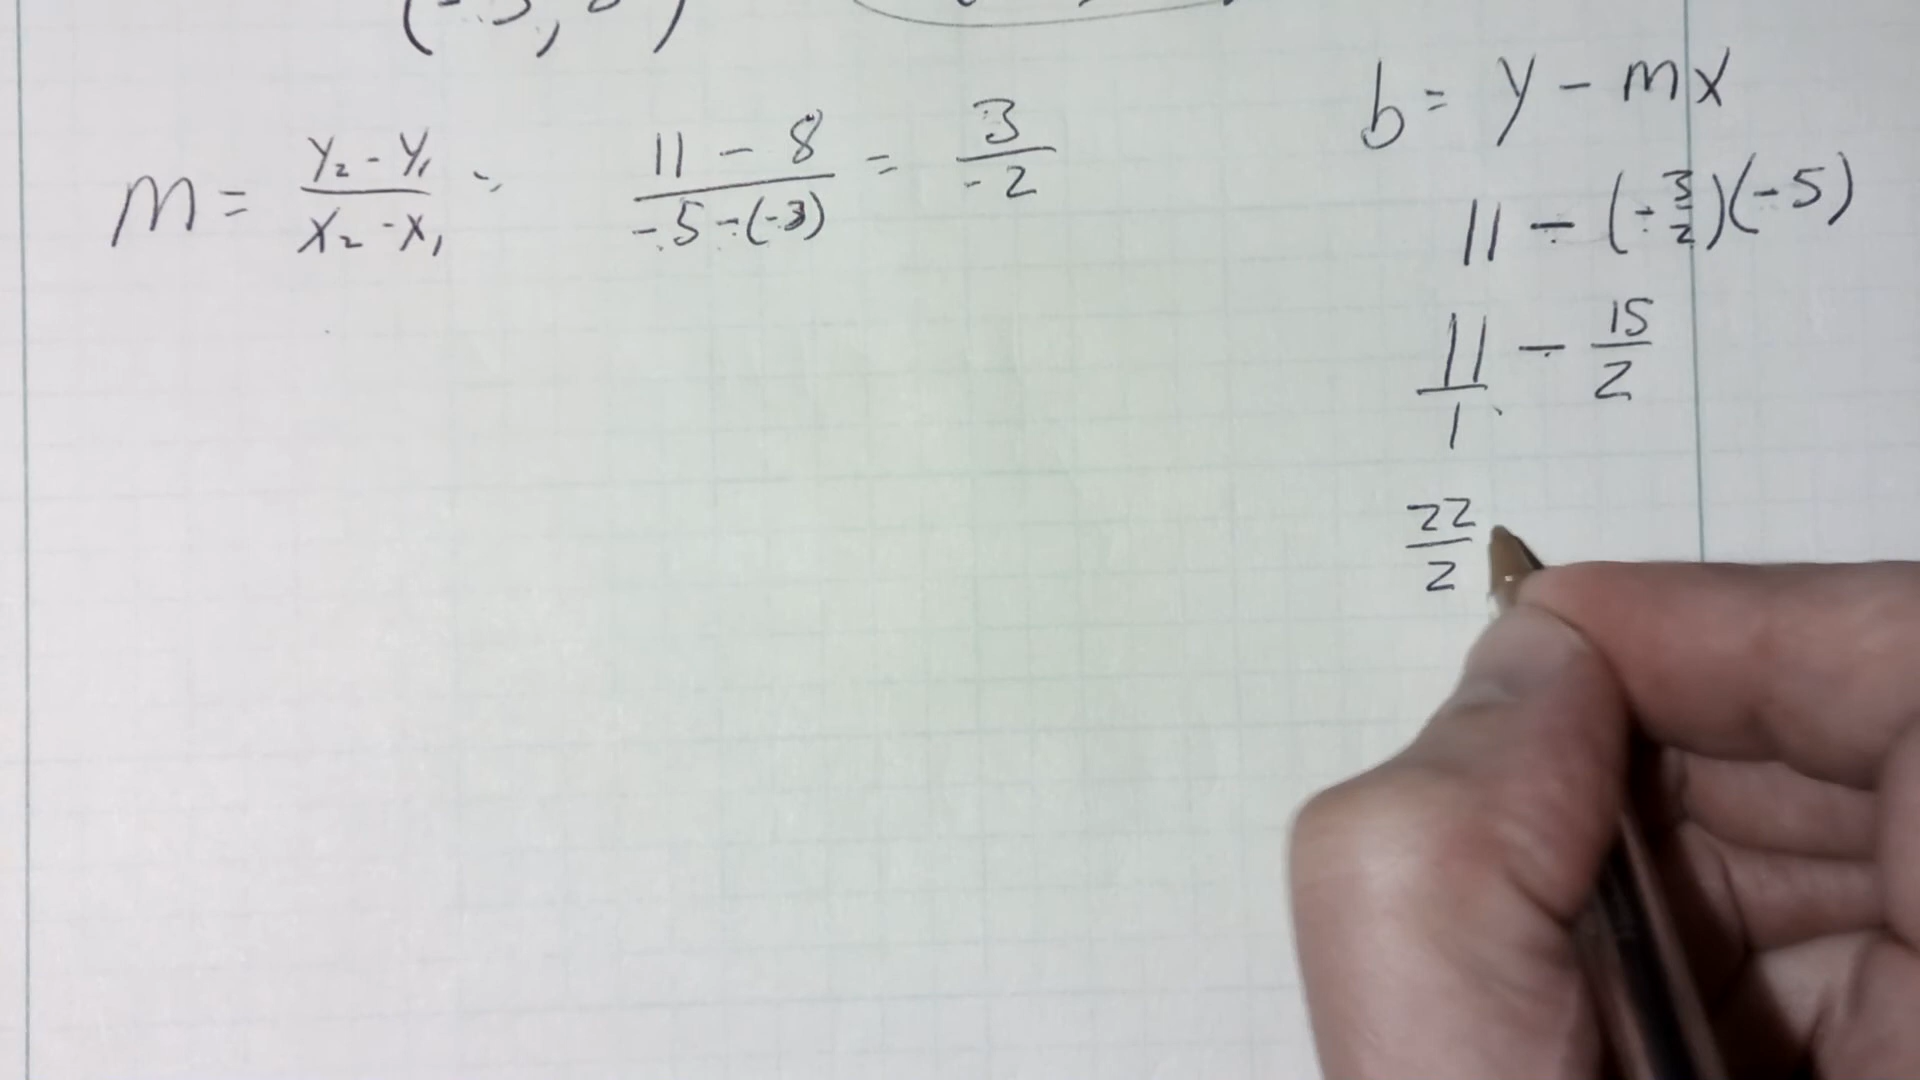 m = y₂ - y₁ / x₂ - x₁ = 11 - 8 / -5 - (-3) = 3 / -2
b = y - mx
11 - (-3/2)(-5)
11/1 - 15/2
22/2